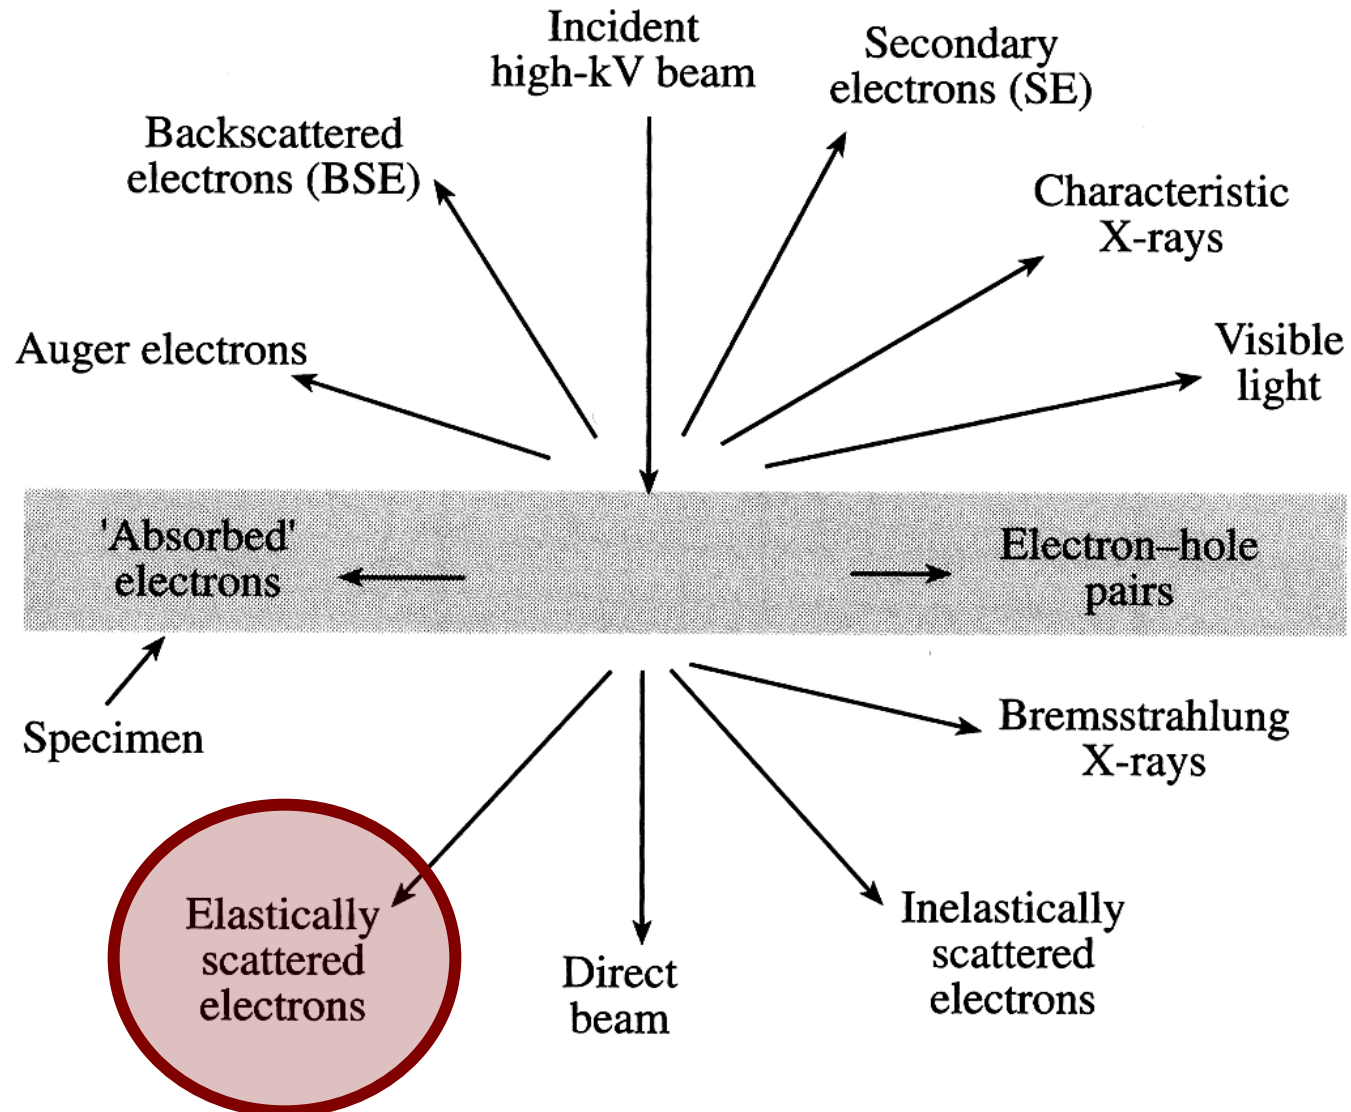 Incident
high-kV beam
Secondary
electrons (SE)
Backscattered
electrons (BSE)
Characteristic
X-rays
Auger electrons
Visible
light
'Absorbed'
electrons
Electron–hole
pairs
Specimen
Bremsstrahlung
X-rays
Elastically
scattered
electrons
Direct
beam
Inelastically
scattered
electrons